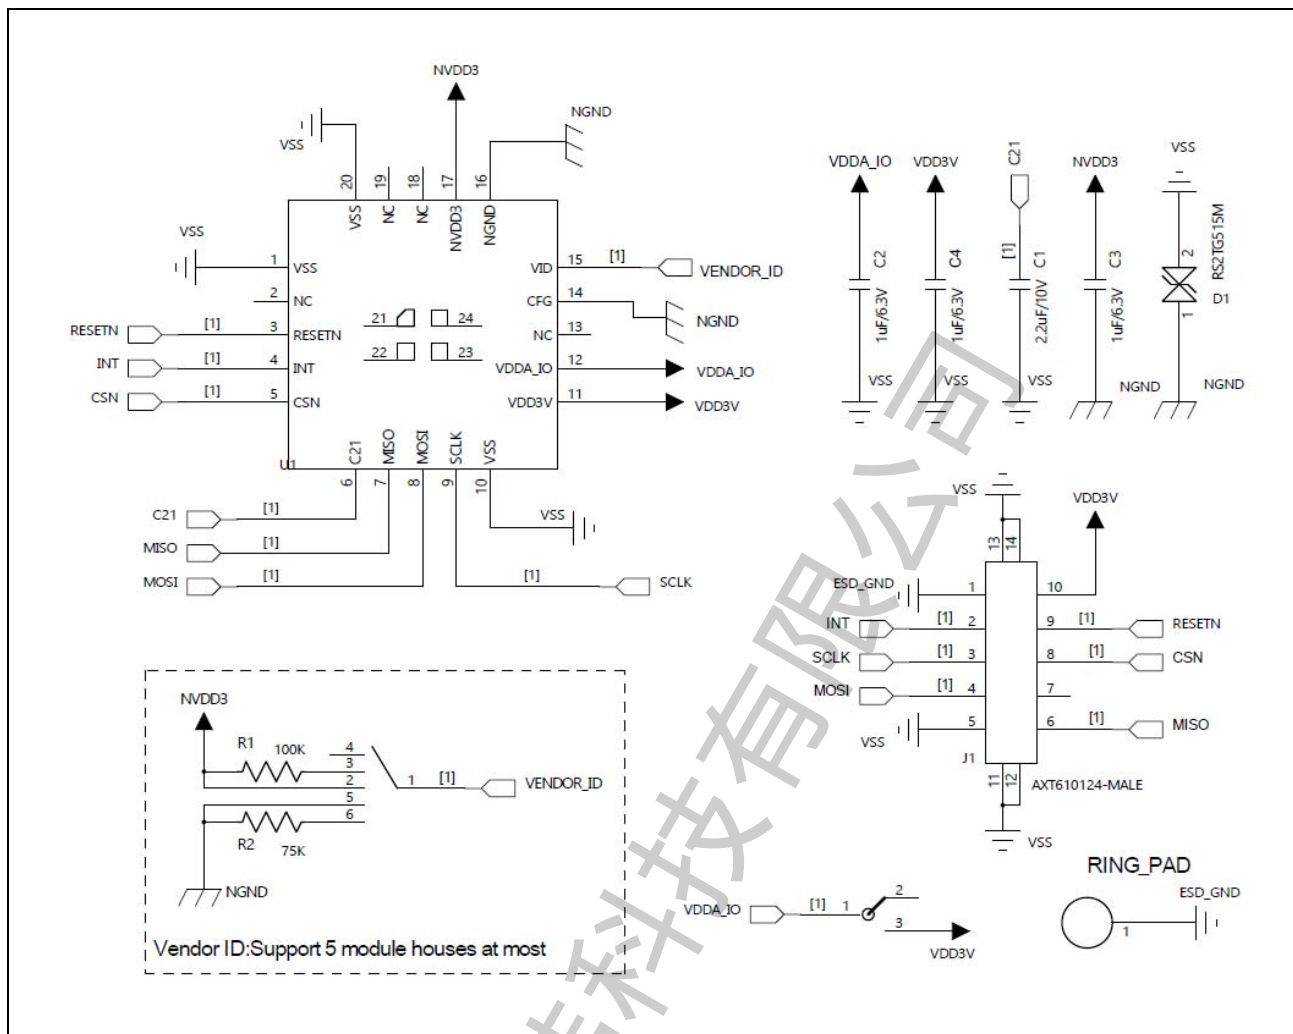 NVDD3
NGND
VSS
20
19
18
17
16
VSS
NC
NC
NVDD3
NGND
VSS
1
VSS
2
NC
RESETN
[1]
3
RESETN
INT
[1]
4
INT
CSN
[1]
5
CSN
VID
15
[1]
VENDOR_ID
CFG
14
NGND
NC
13
VDDA_IO
12
VDDA_IO
VDD3V
11
VDD3V
21
24
22
23
U1
C21
MISO
MOSI
SCLK
VSS
6
7
8
9
10
C21
[1]
MISO
[1]
MOSI
[1]
VSS
[1]
SCLK
VDDA_IO
C2
1uF/6.3V
VSS
VDD3V
C4
1uF/6.3V
VSS
C21
[1]
C1
2.2uF/10V
VSS
NVDD3
C3
1uF/6.3V
NGND
VSS
2
RS2TG515M
D1
1
NGND
VSS
VDD3V
13
14
ESD_GND
1
10
INT
[1]
2
9
[1]
RESETN
SCLK
[1]
3
8
[1]
CSN
MOSI
[1]
4
7
VSS
5
6
[1]
MISO
J1
11
12
AXT610124-MALE
VSS
NVDD3
R1
100K
4
3
2
1
[1]
VENDOR_ID
5
6
R2
75K
NGND
Vendor ID:Support 5 module houses at most
VDDA_IO
[1]
1
2
3
VDD3V
RING_PAD
ESD_GND
1
科技有限公司